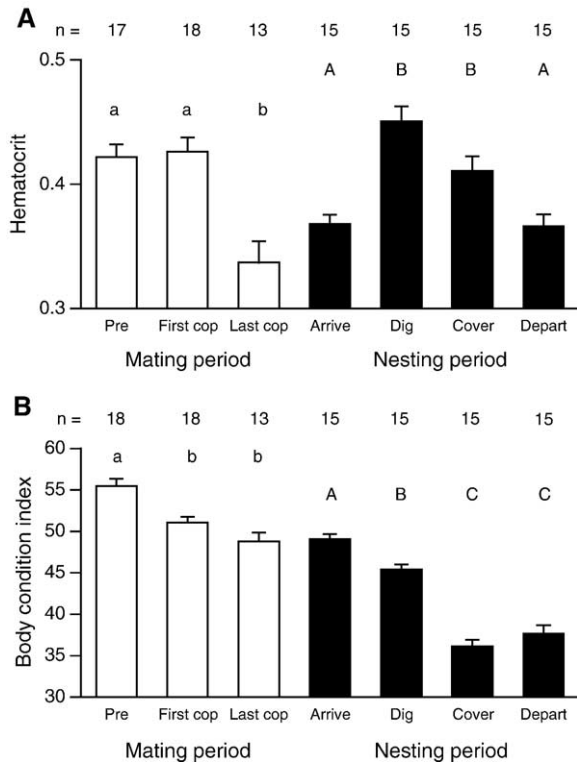 A
n = 17 18 13 15 15 15 15
0.5
A B B A
a a b
0.4
Hematocrit
0.3
Pre First cop Last cop Arrive Dig Cover Depart
Mating period Nesting period
B
n = 18 18 13 15 15 15 15
60
a b b
55
A B C C
50
45
Body condition index
40
35
30
Pre First cop Last cop Arrive Dig Cover Depart
Mating period Nesting period